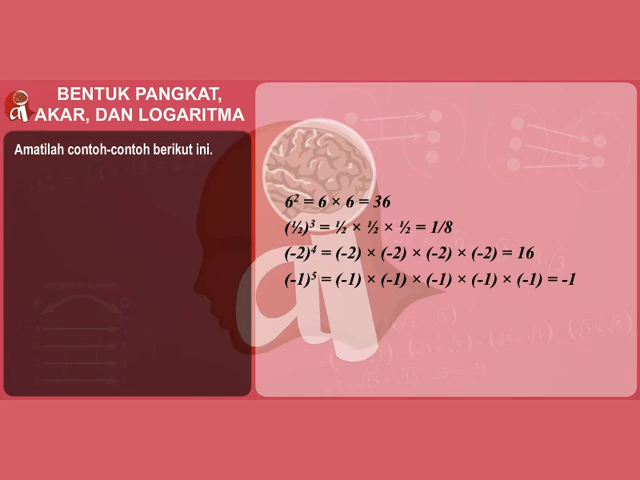 BENTUK PANGKAT,
AKAR, DAN LOGARITMA
Amatilah contoh-contoh berikut ini.
6² = 6 × 6 = 36
(½)³ = ½ × ½ × ½ = 1/8
(-2)⁴ = (-2) × (-2) × (-2) × (-2) = 16
(-1)⁵ = (-1) × (-1) × (-1) × (-1) × (-1) = -1